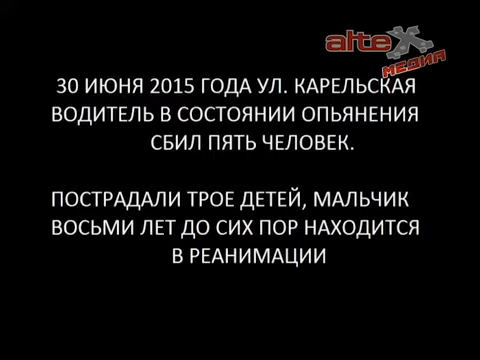 alteX
МЕДИА
30 ИЮНЯ 2015 ГОДА УЛ. КАРЕЛЬСКАЯ
ВОДИТЕЛЬ В СОСТОЯНИИ ОПЬЯНЕНИЯ
СБИЛ ПЯТЬ ЧЕЛОВЕК.
ПОСТРАДАЛИ ТРОЕ ДЕТЕЙ, МАЛЬЧИК
ВОСЬМИ ЛЕТ ДО СИХ ПОР НАХОДИТСЯ
В РЕАНИМАЦИИ